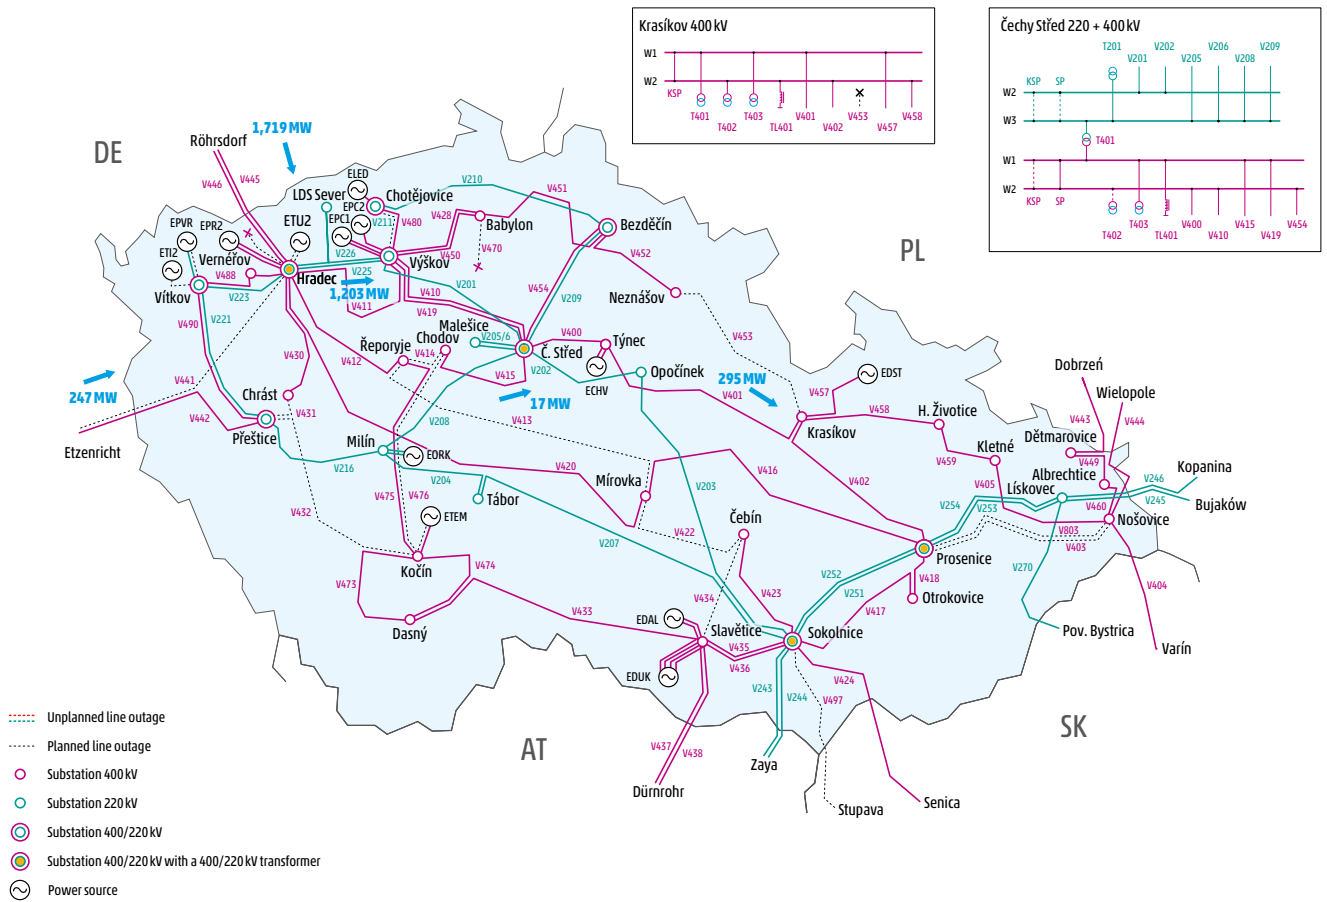 Krasíkov 400 kV
W1
W2
KSP
T401
T402
T403
TL401
V401
V402
V453
V457
V458
Čechy Střed 220 + 400 kV
T201
V201
V202
V205
V206
V208
V209
KSP
SP
W2
W3
T401
W1
W2
KSP
SP
T402
T403
TL401
V400
V410
V415
V419
V454
DE
PL
AT
SK
1,719 MW
Röhrsdorf
V446
V445
ELED
LDS Sever
EPC2
Chotějovice
V210
V451
EPVR
EPR2
ETU2
EPC1
V211
V480
V428
Babylon
Bezděčín
ETI2
Verneřov
V226
V450
V470
V452
Výškov
V488
Hradec
V225
Vítkov
V223
1,203 MW
V201
V410
V454
V209
Neznášov
V411
V419
V490
V221
Malešice
V205/6
V400
Týnec
V453
Chodov
Řeporyje
V414
Č. Střed
V430
V412
V202
Opočínek
V415
ECHV
V441
247 MW
Chrást
17 MW
V401
295 MW
V457
EDST
Dobrzeń
Wielopole
V442
V431
V413
V458
H. Životice
V443
V444
Etzenricht
Přeštice
V208
Krasíkov
Dětmarovice
Milín
EORK
Kletné
V449
V216
V204
V420
V416
V459
Albrechtice
V246
Kopanina
Mírovka
V405
Lískovec
V245
Bujaków
V475
V476
Tábor
V203
V402
V254
V253
V460
Nošovice
V432
ETEM
Čebín
V803
V403
V422
V207
Prosenice
Kočín
V473
V474
V252
V251
V418
V270
V404
Otrokovice
V434
V423
V417
V433
EDAL
Dasný
Slavětice
Sokolnice
Pov. Bystrica
V435
V436
Varín
EDUK
V243
V244
V424
V497
V437
V438
Zaya
Dürnrohr
Stupava
Senica
Unplanned line outage
Planned line outage
Substation 400 kV
Substation 220 kV
Substation 400/220 kV
Substation 400/220 kV with a 400/220 kV transformer
Power source